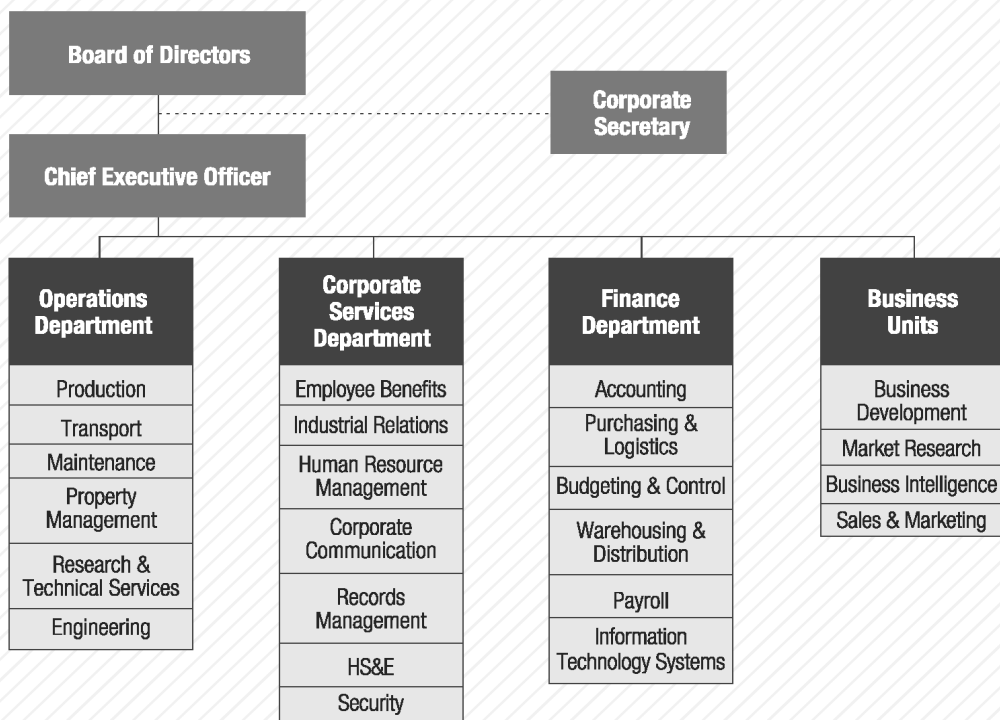 Board of Directors
Corporate
Secretary
Chief Executive Officer
Operations
Department
Production
Transport
Maintenance
Property
Management
Research &
Technical Services
Engineering
Corporate
Services
Department
Employee Benefits
Industrial Relations
Human Resource
Management
Corporate
Communication
Records
Management
HS&E
Security
Finance
Department
Accounting
Purchasing &
Logistics
Budgeting & Control
Warehousing &
Distribution
Payroll
Information
Technology Systems
Business
Units
Business
Development
Market Research
Business Intelligence
Sales & Marketing